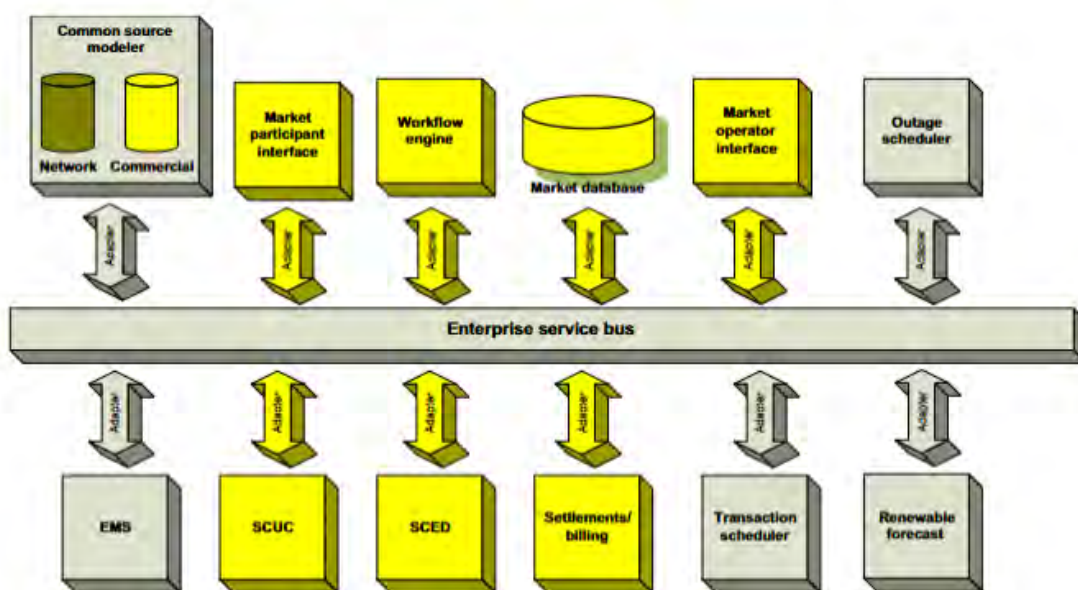 Common source
modeler
Network
Commercial
Market
participant
interface
Workflow
engine
Market database
Market
operator
interface
Outage
scheduler
Adapter
Adapter
Adapter
Adapter
Adapter
Adapter
Enterprise service bus
Adapter
Adapter
Adapter
Adapter
Adapter
Adapter
EMS
SCUC
SCED
Settlements/
billing
Transaction
scheduler
Renewable
forecast